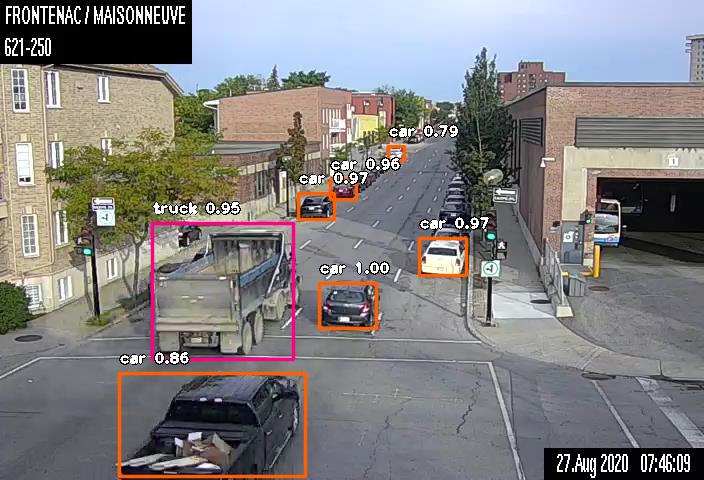 FRONTENAC / MAISONNEUVE
621-250
car 0.79
car 0.96
car 0.97
truck 0.95
car 0.97
car 1.00
car 0.86
27.Aug 2020 07:46:09